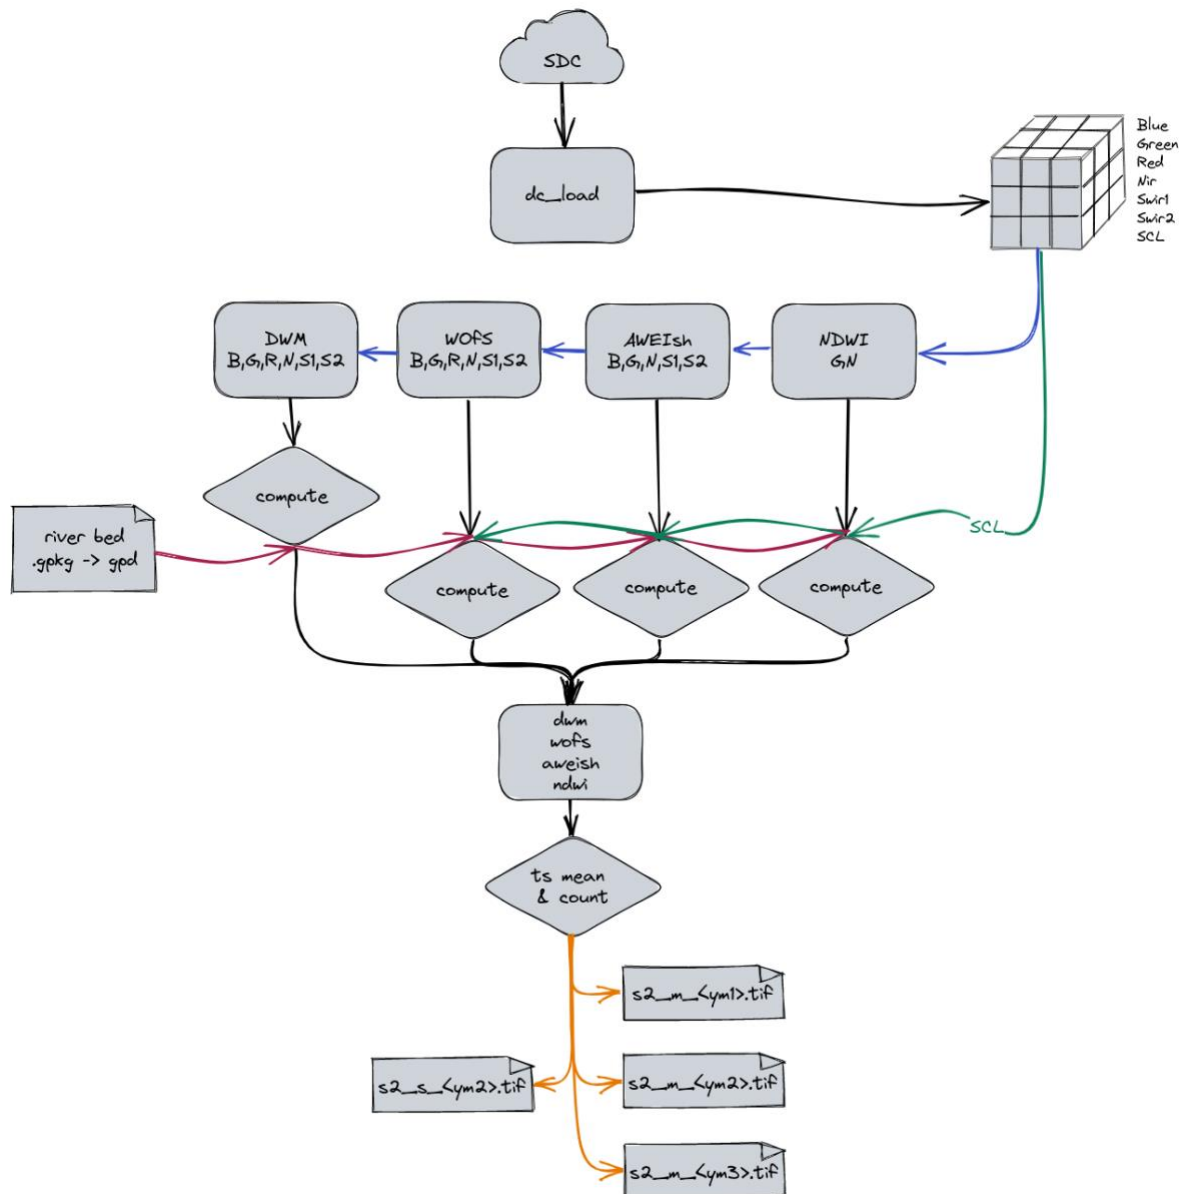 SDC
dc_load
Blue
Green
Red
Nir
Swir1
Swir2
SCL
DWM
B,G,R,N,S1,S2
WOfS
B,G,R,N,S1,S2
AWEIsh
B,G,N,S1,S2
NDWI
G,N
compute
river bed
.gpkg -> gpd
SCL
compute
compute
compute
dwm
wofs
aweish
ndwi
ts mean
& count
s2_m_<ym1>.tif
s2_s_<ym2>.tif
s2_m_<ym2>.tif
s2_m_<ym3>.tif